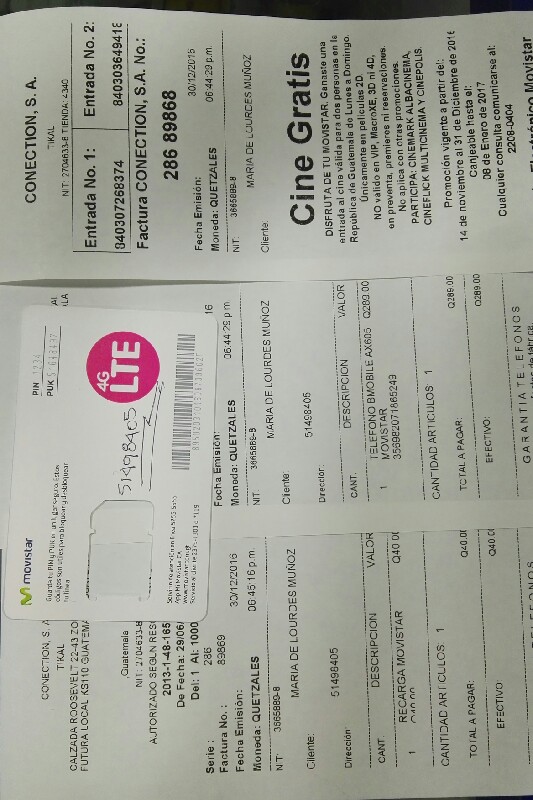 CONECTION, S. A.
TIKAL
NIT: 2704633-8 TIENDA: 4340
Entrada No. 1: Entrada No. 2:
840307268374 840303649418
Factura CONECTION, S.A. No.:
286 89868
Fecha Emisión: 30/12/2016
Moneda: QUETZALES 06:44:29 p.m.
NIT: 3665889-8
Cliente: MARIA DE LOURDES MUÑOZ
Cine Gratis
DISFRUTA DE TU MOVISTAR. Ganaste una
entrada al cine válida para dos personas en la
República de Guatemala de Lunes a Domingo.
Únicamente en películas 2D.
NO válido en VIP, MacroXE, 3D ni 4D,
en preventa, premieres ni reservaciones.
No aplica con otras promociones.
PARTICIPA: CINEMARK ALBACINEMA,
CINEFLICK MULTICINEMA Y CINEPOLIS.
Promoción vigente a partir del:
14 de noviembre al 31 de Diciembre de 2016
Canjeable hasta el:
08 de Enero de 2017
Cualquier consulta comunicarse al:
2208-0404
Electrónico Movistar
movistar
PIN 1234
PUK
4G
LTE
51498405
16
Fecha Emisión:
Moneda: QUETZALES 06:44:29 p.m.
NIT: 3665889-8
Cliente: MARIA DE LOURDES MUÑOZ
51498405
Dirección:
CANT. DESCRIPCION VALOR
1 TELEFONO BMOBILE AX605 Q289.00
MOVISTAR
356982071865249
CANTIDAD ARTICULOS: 1
TOTAL A PAGAR: Q289.00
EFECTIVO: Q289.00
GARANTIA TELEFONOS
CONECTION, S. A.
TIKAL
CALZADA ROOSEVELT 22-43 ZO
FUTURA LOCAL KS110 GUATEMA
,Guatemala
NIT: 2704633-8
AUTORIZADO SEGUN RES
2013-1-48-165
De Fecha: 29/06/
Del: 1 Al: 1000
Serie : 286
Factura No. : 89869
Fecha Emisión: 30/12/2016
Moneda: QUETZALES 06:45:16 p.m.
NIT: 3665889-8
Cliente: MARIA DE LOURDES MUÑOZ
51498405
Dirección:
CANT. DESCRIPCION VALOR
1 RECARGA MOVISTAR Q40.00
CANTIDAD ARTICULOS: 1
TOTAL A PAGAR: Q40.00
EFECTIVO: Q40.00